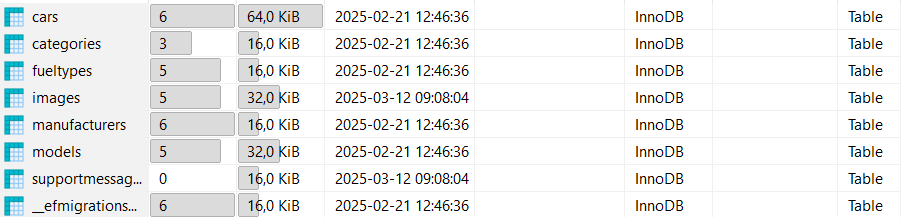 cars 6 64,0 KiB 2025-02-21 12:46:36 InnoDB Table
categories 3 16,0 KiB 2025-02-21 12:46:36 InnoDB Table
fueltypes 5 16,0 KiB 2025-02-21 12:46:36 InnoDB Table
images 5 32,0 KiB 2025-03-12 09:08:04 InnoDB Table
manufacturers 6 16,0 KiB 2025-02-21 12:46:36 InnoDB Table
models 5 32,0 KiB 2025-02-21 12:46:36 InnoDB Table
supportmessag... 0 16,0 KiB 2025-03-12 09:08:04 InnoDB Table
__efmigrations... 6 16,0 KiB 2025-02-21 12:46:36 InnoDB Table